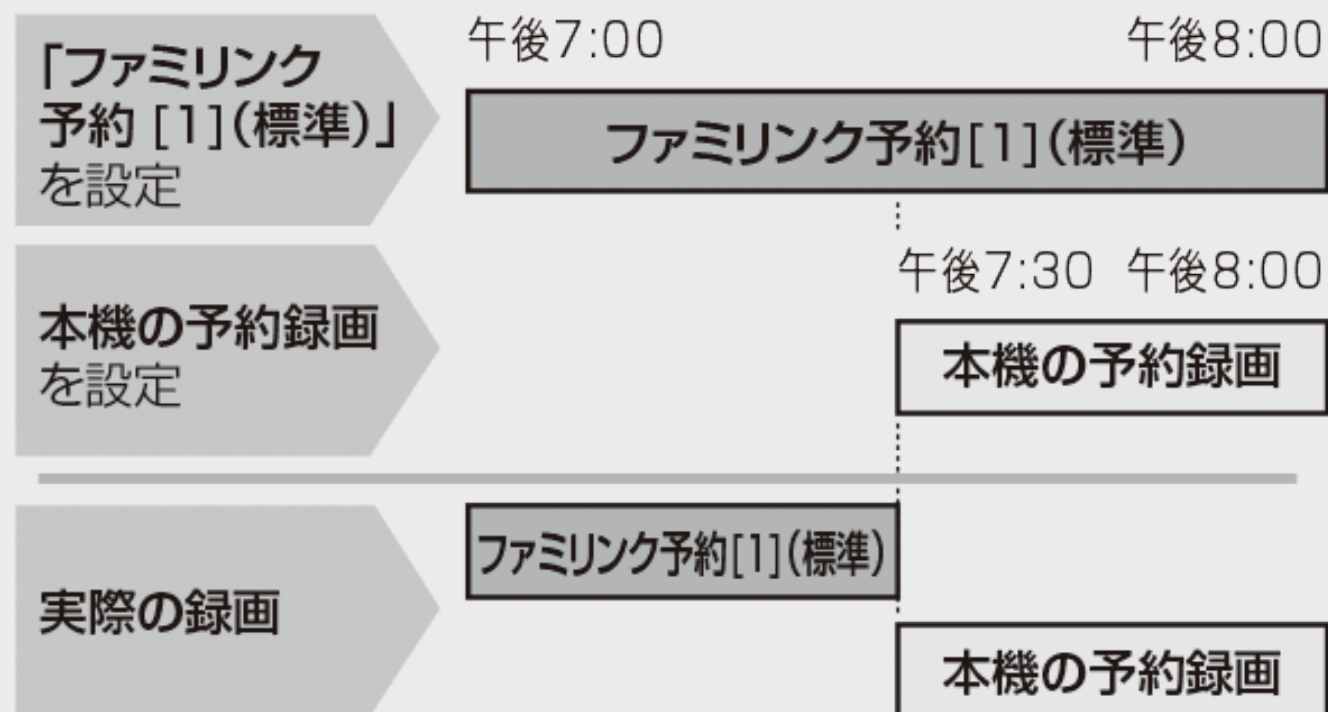 「ファミリンク
予約 [1](標準)」
を設定
午後7:00
午後8:00
ファミリンク予約[1](標準)
本機の予約録画
を設定
午後7:30
午後8:00
本機の予約録画
実際の録画
ファミリンク予約[1](標準)
本機の予約録画